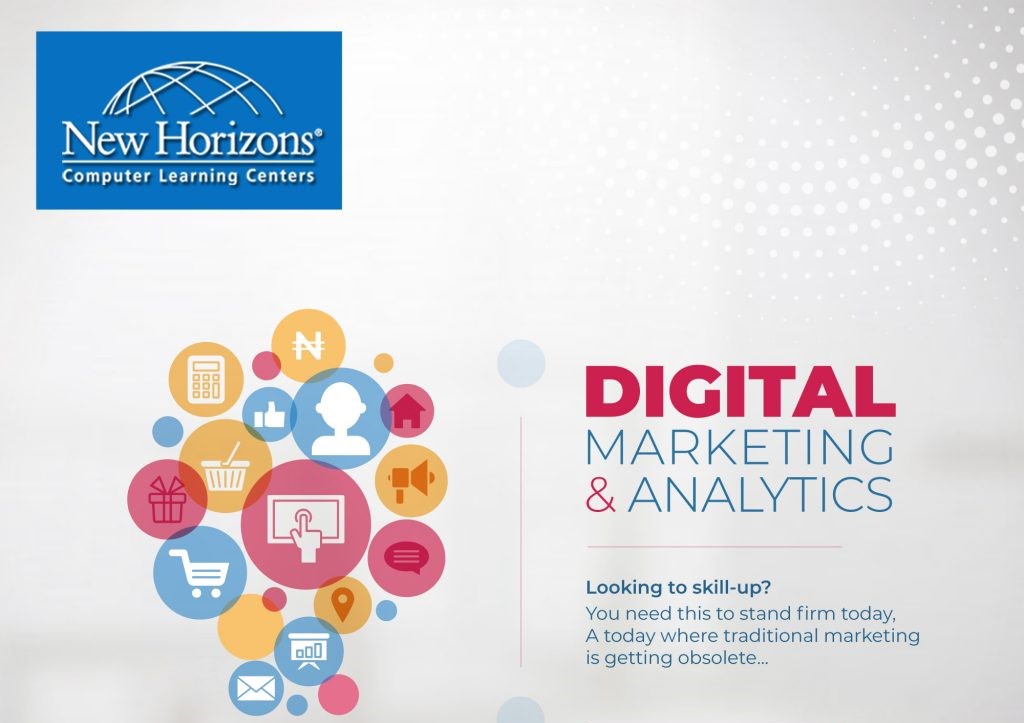 New Horizons®
Computer Learning Centers
₦
DIGITAL
MARKETING
& ANALYTICS
Looking to skill-up?
You need this to stand firm today,
A today where traditional marketing
is getting obsolete...